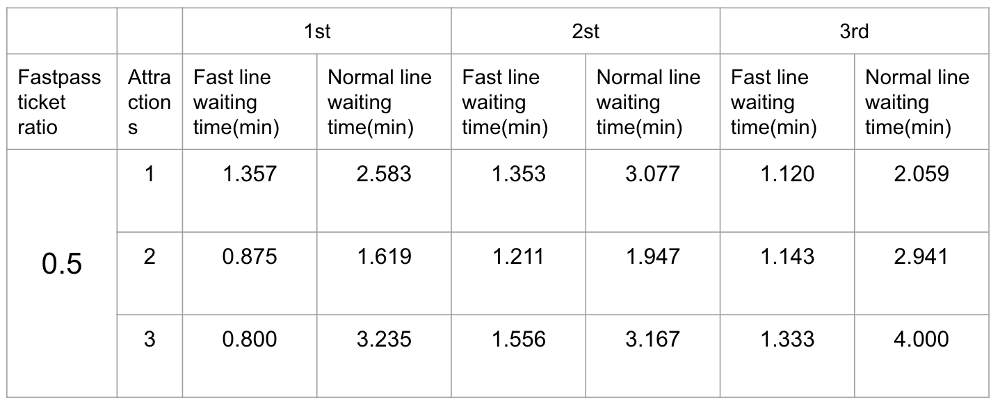 1st 2st 3rd
Fastpass ticket ratio Attra ction s Fast line waiting time(min) Normal line waiting time(min) Fast line waiting time(min) Normal line waiting time(min) Fast line waiting time(min) Normal line waiting time(min)
0.5
1 1.357 2.583 1.353 3.077 1.120 2.059
2 0.875 1.619 1.211 1.947 1.143 2.941
3 0.800 3.235 1.556 3.167 1.333 4.000